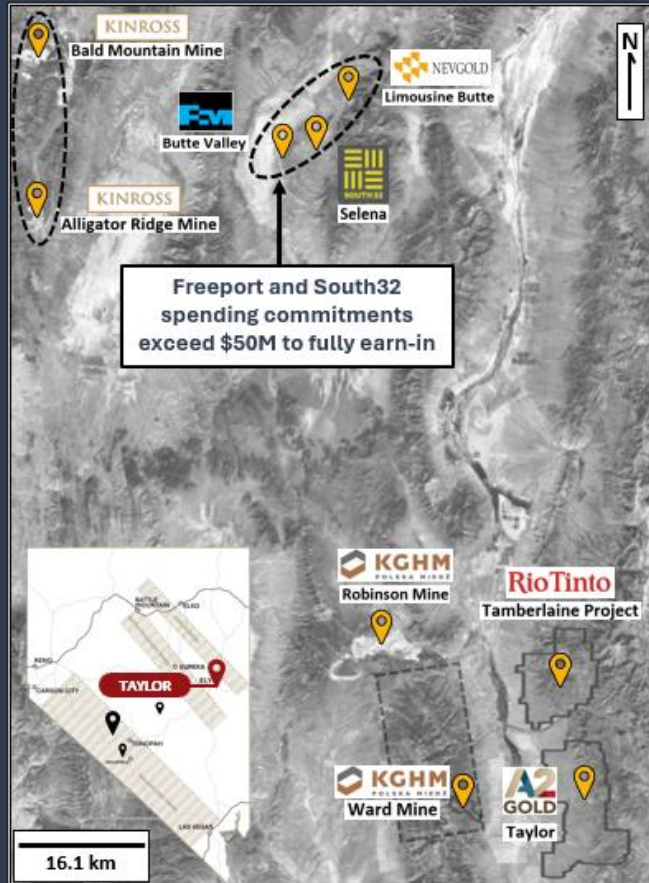 KINROSS
Bald Mountain Mine
N
NEVGOLD
Limousine Butte
FCX
Butte Valley
SOUTH32
Selena
KINROSS
Alligator Ridge Mine
Freeport and South32
spending commitments
exceed $50M to fully earn-in
KGHM
POLSKA MIEDŹ
Robinson Mine
RioTinto
Tamberlaine Project
BATTLE
MOUNTAIN
ELKO
RENO
EUREKA
CARSON CITY
TAYLOR
ELY
TONOPAH
LAS VEGAS
KGHM
POLSKA MIEDŹ
Ward Mine
A2
GOLD
Taylor
16.1 km